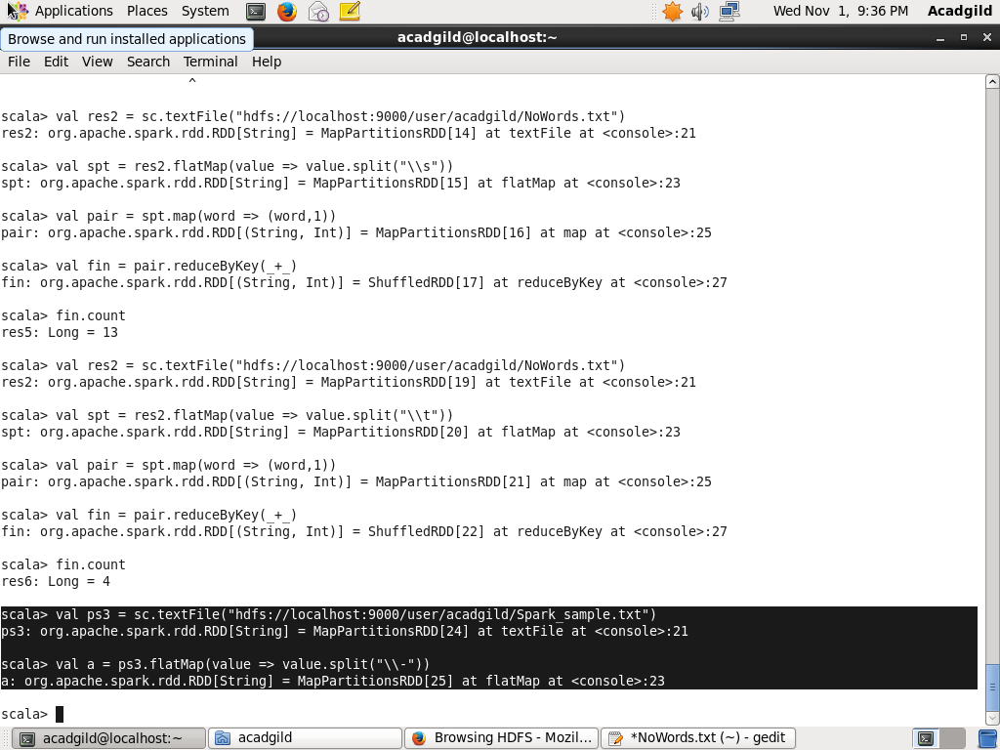 Applications Places System Wed Nov 1, 9:36 PM Acadgild
Browse and run installed applications
acadgild@localhost:~
File Edit View Search Terminal Help
^
scala> val res2 = sc.textFile("hdfs://localhost:9000/user/acadgild/NoWords.txt")
res2: org.apache.spark.rdd.RDD[String] = MapPartitionsRDD[14] at textFile at <console>:21
scala> val spt = res2.flatMap(value => value.split("\\s"))
spt: org.apache.spark.rdd.RDD[String] = MapPartitionsRDD[15] at flatMap at <console>:23
scala> val pair = spt.map(word => (word,1))
pair: org.apache.spark.rdd.RDD[(String, Int)] = MapPartitionsRDD[16] at map at <console>:25
scala> val fin = pair.reduceByKey(_+_)
fin: org.apache.spark.rdd.RDD[(String, Int)] = ShuffledRDD[17] at reduceByKey at <console>:27
scala> fin.count
res5: Long = 13
scala> val res2 = sc.textFile("hdfs://localhost:9000/user/acadgild/NoWords.txt")
res2: org.apache.spark.rdd.RDD[String] = MapPartitionsRDD[19] at textFile at <console>:21
scala> val spt = res2.flatMap(value => value.split("\\t"))
spt: org.apache.spark.rdd.RDD[String] = MapPartitionsRDD[20] at flatMap at <console>:23
scala> val pair = spt.map(word => (word,1))
pair: org.apache.spark.rdd.RDD[(String, Int)] = MapPartitionsRDD[21] at map at <console>:25
scala> val fin = pair.reduceByKey(_+_)
fin: org.apache.spark.rdd.RDD[(String, Int)] = ShuffledRDD[22] at reduceByKey at <console>:27
scala> fin.count
res6: Long = 4
scala> val ps3 = sc.textFile("hdfs://localhost:9000/user/acadgild/Spark_sample.txt")
ps3: org.apache.spark.rdd.RDD[String] = MapPartitionsRDD[24] at textFile at <console>:21
scala> val a = ps3.flatMap(value => value.split("\\-"))
a: org.apache.spark.rdd.RDD[String] = MapPartitionsRDD[25] at flatMap at <console>:23
scala>
acadgild@localhost:~ acadgild Browsing HDFS - Mozil... *NoWords.txt (~) - gedit